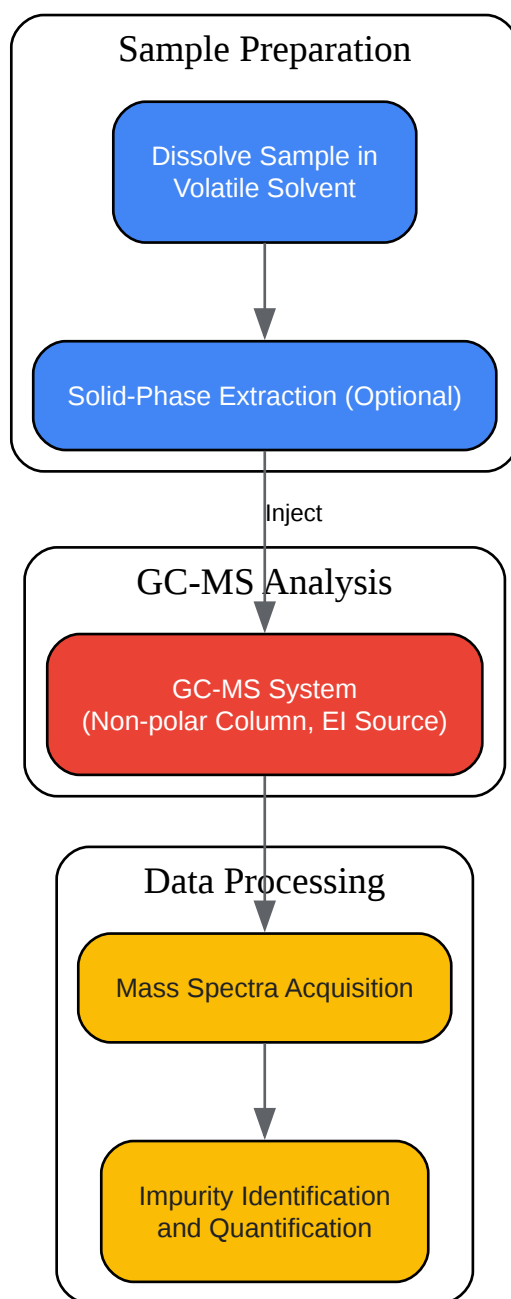 Sample Preparation
Dissolve Sample in
Volatile Solvent
Solid-Phase Extraction (Optional)
Inject
GC-MS Analysis
GC-MS System
(Non-polar Column, EI Source)
Data Processing
Mass Spectra Acquisition
Impurity Identification
and Quantification